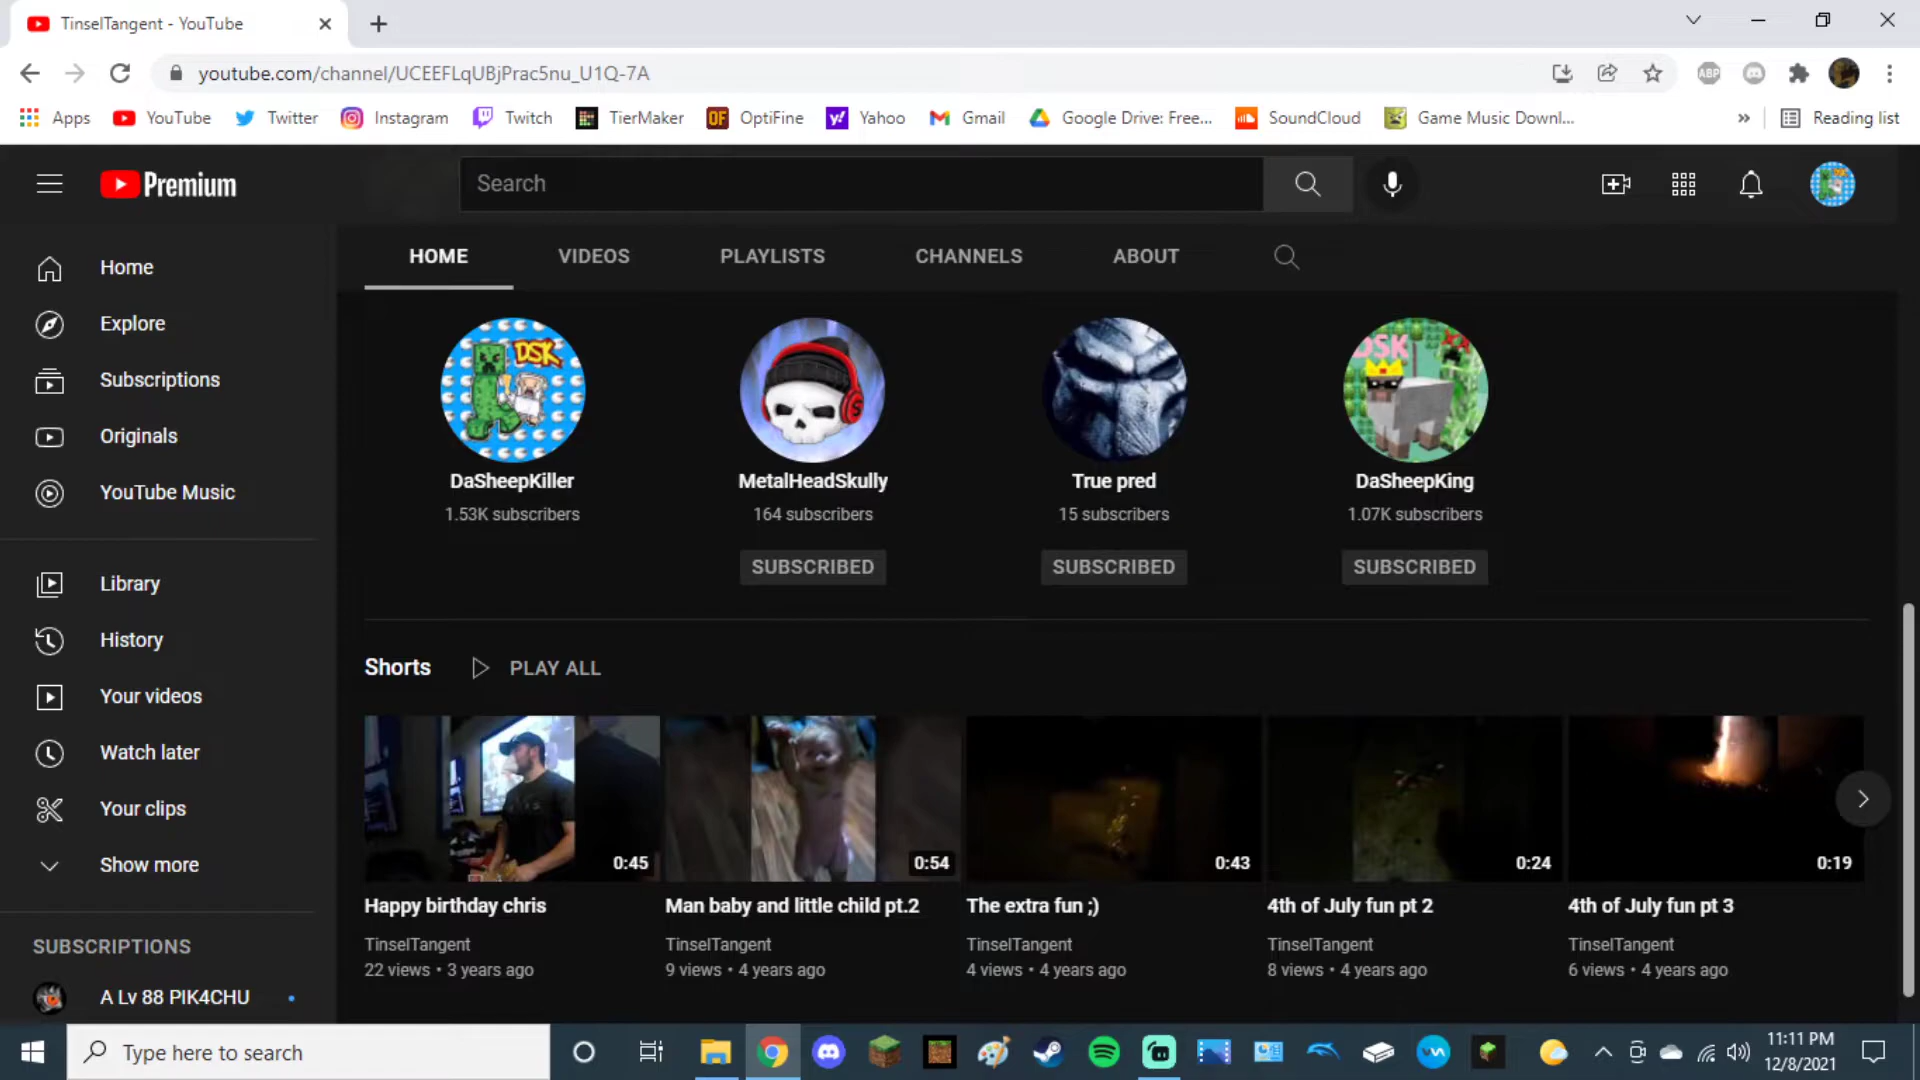 TinselTangent - YouTube
youtube.com/channel/UCEEFLqUBjPrac5nu_U1Q-7A
ABP
Apps YouTube Twitter Instagram Twitch TierMaker OF OptiFine Yahoo Gmail Google Drive: Free... SoundCloud Game Music Downl... » Reading list
Premium
Search
HOME VIDEOS PLAYLISTS CHANNELS ABOUT
Home
Explore
Subscriptions
Originals
YouTube Music
Library
History
Your videos
Watch later
Your clips
Show more
SUBSCRIPTIONS
A Lv 88 PIK4CHU
DSK
DSK
DaSheepKiller MetalHeadSkully True pred DaSheepKing
1.53K subscribers 164 subscribers 15 subscribers 1.07K subscribers
SUBSCRIBED SUBSCRIBED SUBSCRIBED
Shorts PLAY ALL
0:45 0:54 0:43 0:24 0:19
Happy birthday chris Man baby and little child pt.2 The extra fun ;) 4th of July fun pt 2 4th of July fun pt 3
TinselTangent TinselTangent TinselTangent TinselTangent TinselTangent
22 views • 3 years ago 9 views • 4 years ago 4 views • 4 years ago 8 views • 4 years ago 6 views • 4 years ago
Type here to search
11:11 PM
12/8/2021